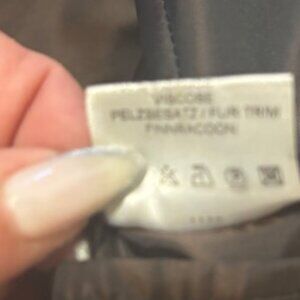 VISCOSE
PELZBESATZ / FUR TRIM
FINNRACOON